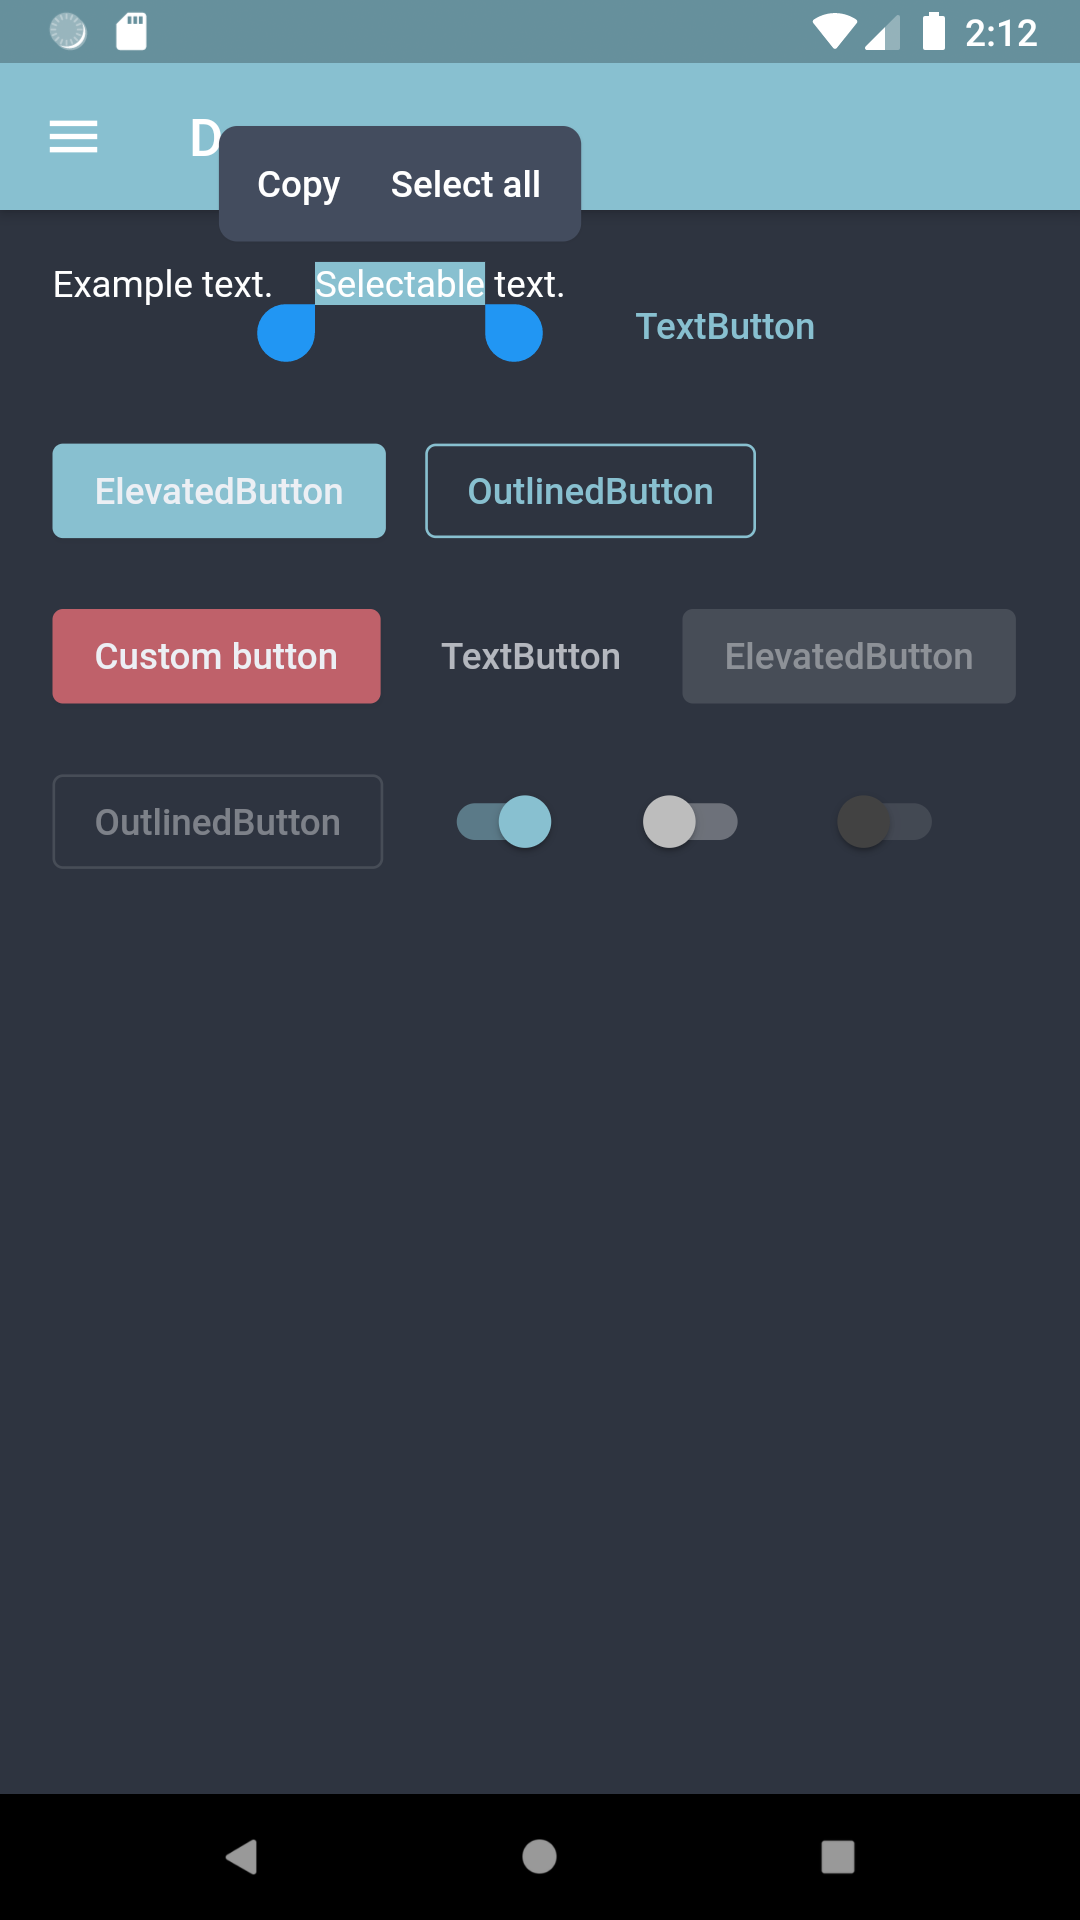 2:12
D
Copy Select all
Example text. Selectable text.
TextButton
ElevatedButton OutlinedButton
Custom button TextButton ElevatedButton
OutlinedButton